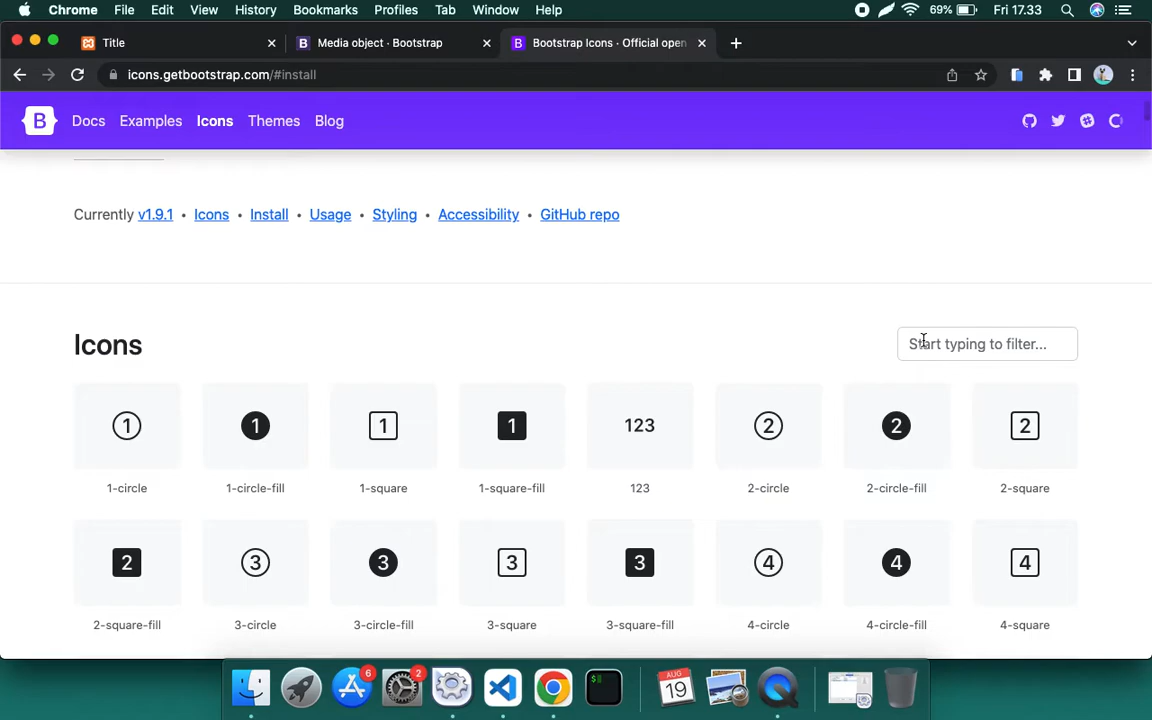 Chrome File Edit View History Bookmarks Profiles Tab Window Help 69% Fri 17.33
Title Media object · Bootstrap B Bootstrap Icons · Official open
icons.getbootstrap.com/#install
B Docs Examples Icons Themes Blog
Currently v1.9.1 • Icons • Install • Usage • Styling • Accessibility • GitHub repo
Icons Start typing to filter...
1 1 1 1 123 2 2 2
1-circle 1-circle-fill 1-square 1-square-fill 123 2-circle 2-circle-fill 2-square
2 3 3 3 3 4 4 4
2-square-fill 3-circle 3-circle-fill 3-square 3-square-fill 4-circle 4-circle-fill 4-square
6 2 $ AUG
19